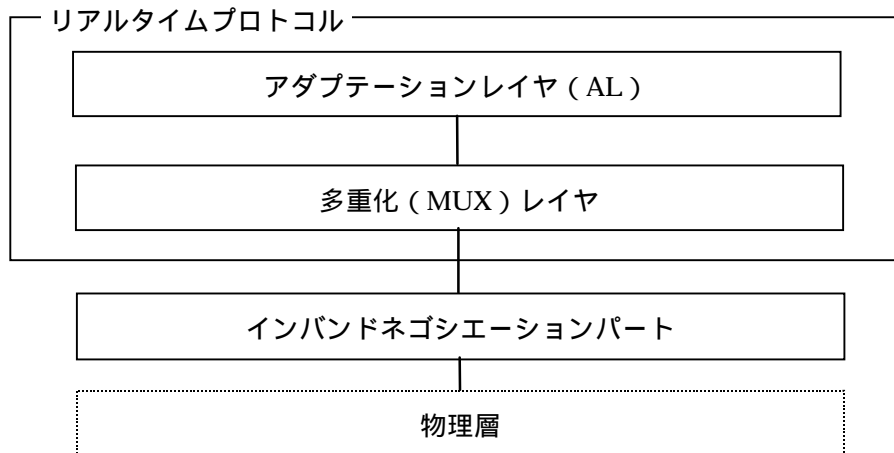 リアルタイムプロトコル
アダプテーションレイヤ（AL）
多重化（MUX）レイヤ
インバンドネゴシエーションパート
物理層